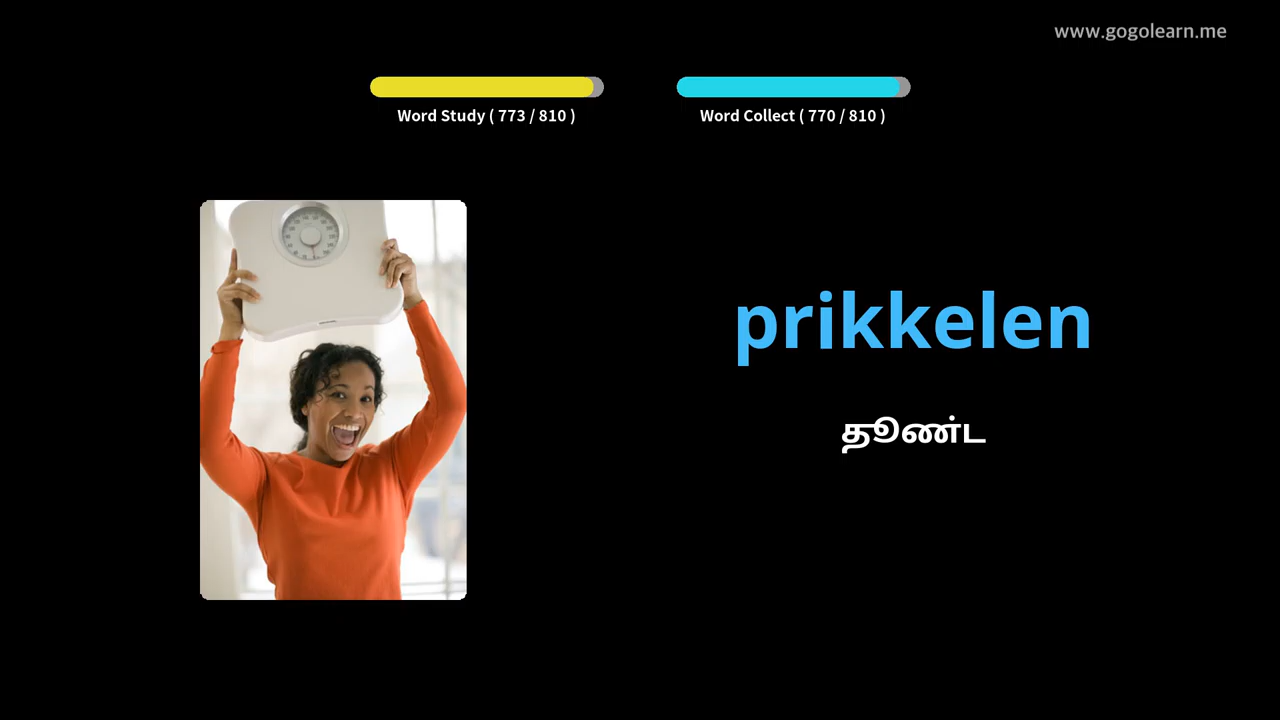 www.gogolearn.me
Word Study ( 773 / 810 )
Word Collect ( 770 / 810 )
prikkelen
தூண்ட